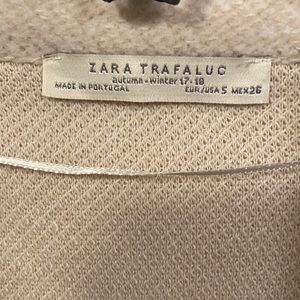 ZARA TRAFALUC
autumn-winter 17-18
MADE IN PORTUGAL EUR/USA S MEX 26